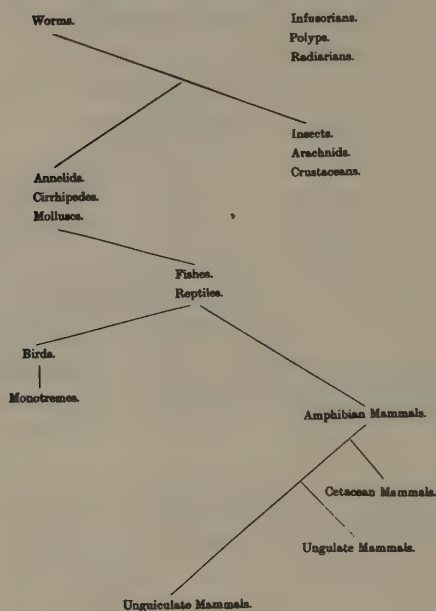 Worms.
Infusorians.
Polyps.
Radiarians.
Insects.
Arachnids.
Crustaceans.
Annelids.
Cirrhipedes.
Molluscs.
Fishes.
Reptiles.
Birds.
Monotremes.
Amphibian Mammals.
Cetacean Mammals.
Ungulate Mammals.
Unguiculate Mammals.